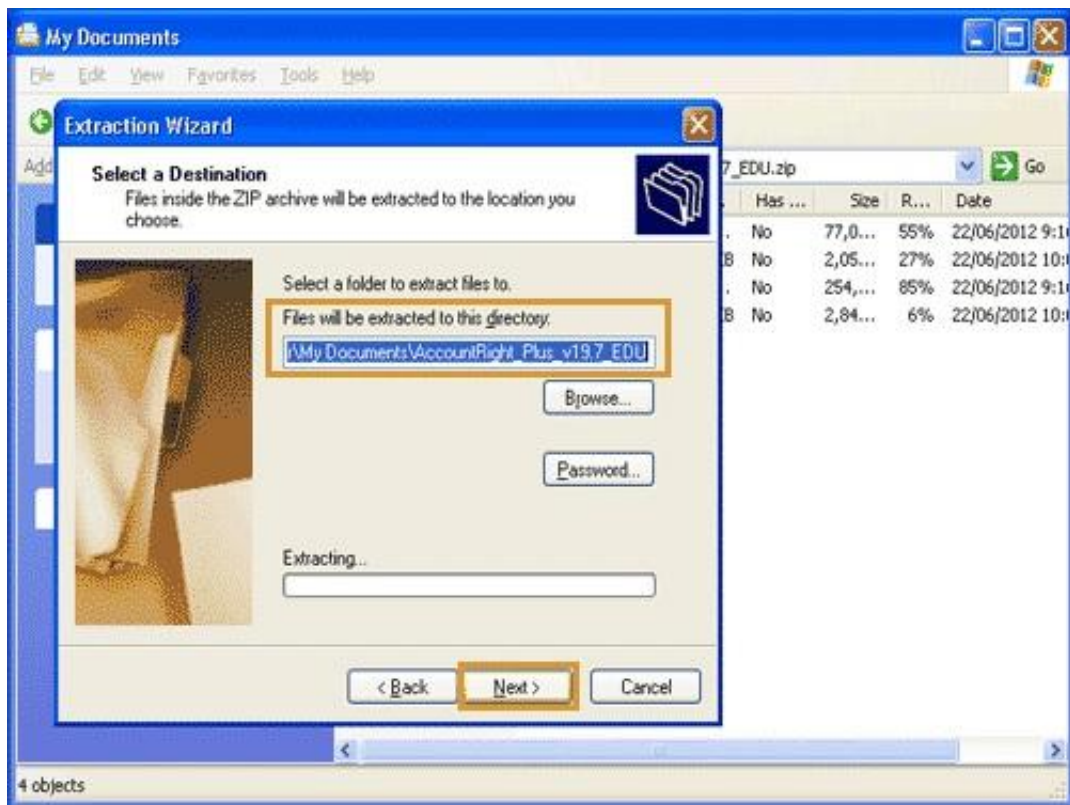 My Documents
File Edit View Favorites Tools Help
Extraction Wizard
Select a Destination
Files inside the ZIP archive will be extracted to the location you
choose.
7_EDU.zip Go
Has ... Size R... Date
No 77,0... 55% 22/06/2012 9:1
No 2,05... 27% 22/06/2012 10:
No 254,... 85% 22/06/2012 9:1
No 2,84... 6% 22/06/2012 10:
Select a folder to extract files to.
Files will be extracted to this directory:
r\My Documents\AccountRight_Plus_v19.7_EDU
Browse...
Password...
Extracting...
< Back Next > Cancel
4 objects